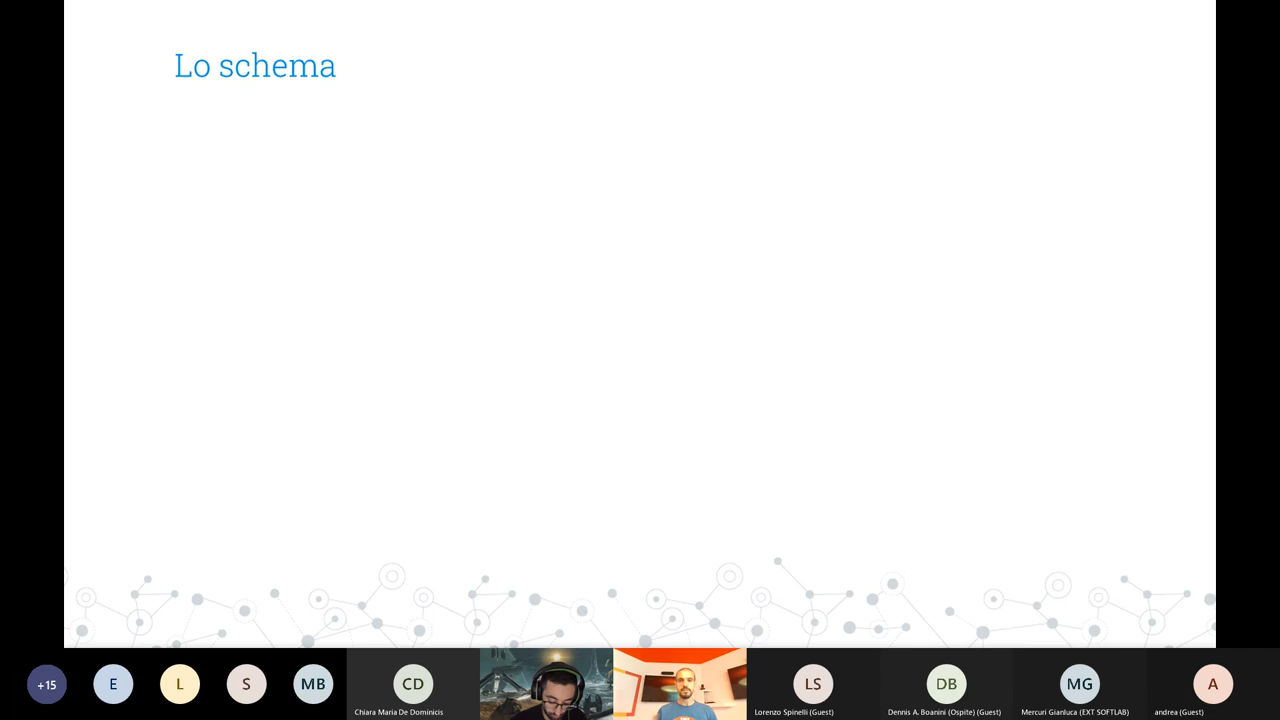 Lo schema
+15
E
L
S
MB
CD
Chiara Maria De Dominicis
LS
Lorenzo Spinelli (Guest)
DB
Dennis A. Boanini (Ospite) (Guest)
MG
Mercuri Gianluca (EXT SOFTLAB)
A
andrea (Guest)